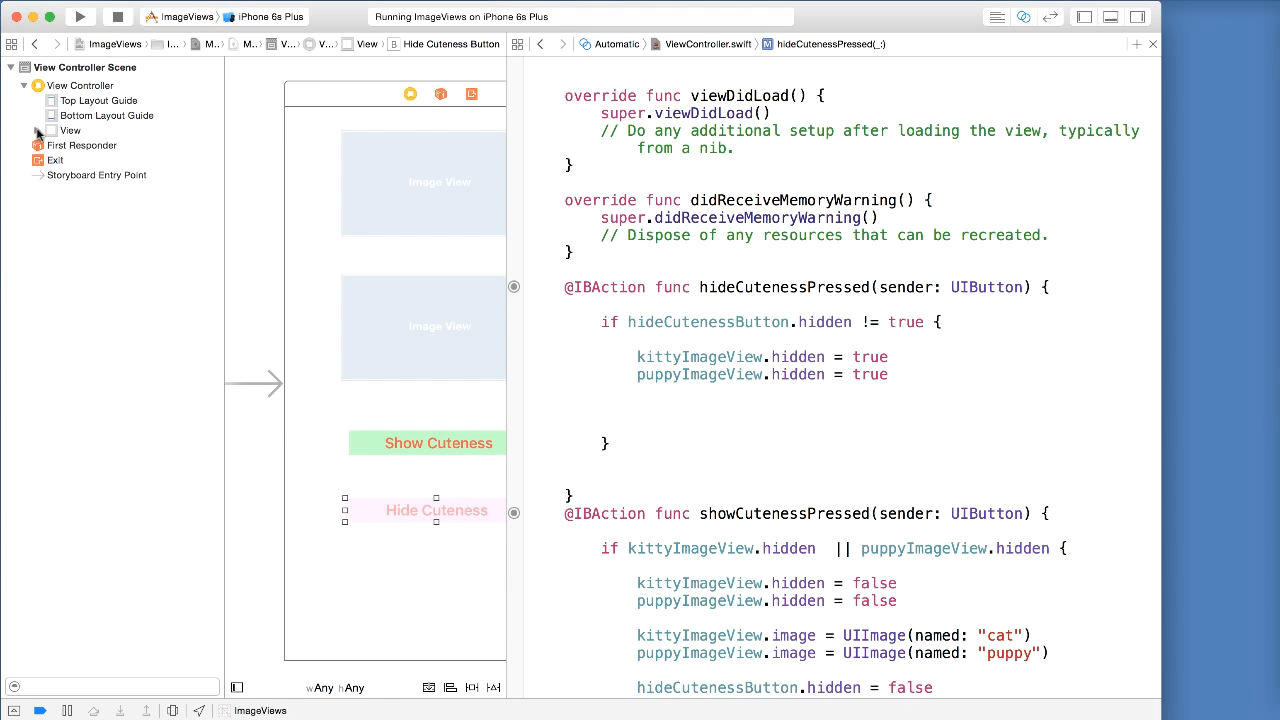 ImageViews
iPhone 6s Plus
Running ImageViews on iPhone 6s Plus
ImageViews
I...
M...
M...
V...
V...
View
B
Hide Cuteness Button
Automatic
ViewController.swift
M
hideCutenessPressed(_:)
View Controller Scene
View Controller
Top Layout Guide
Bottom Layout Guide
View
First Responder
Exit
Storyboard Entry Point
Image View
Image View
Show Cuteness
Hide Cuteness
wAny hAny
override func viewDidLoad() {
super.viewDidLoad()
// Do any additional setup after loading the view, typically
from a nib.
}
override func didReceiveMemoryWarning() {
super.didReceiveMemoryWarning()
// Dispose of any resources that can be recreated.
}
@IBAction func hideCutenessPressed(sender: UIButton) {
if hideCutenessButton.hidden != true {
kittyImageView.hidden = true
puppyImageView.hidden = true
}
}
@IBAction func showCutenessPressed(sender: UIButton) {
if kittyImageView.hidden || puppyImageView.hidden {
kittyImageView.hidden = false
puppyImageView.hidden = false
kittyImageView.image = UIImage(named: "cat")
puppyImageView.image = UIImage(named: "puppy")
hideCutenessButton.hidden = false
ImageViews